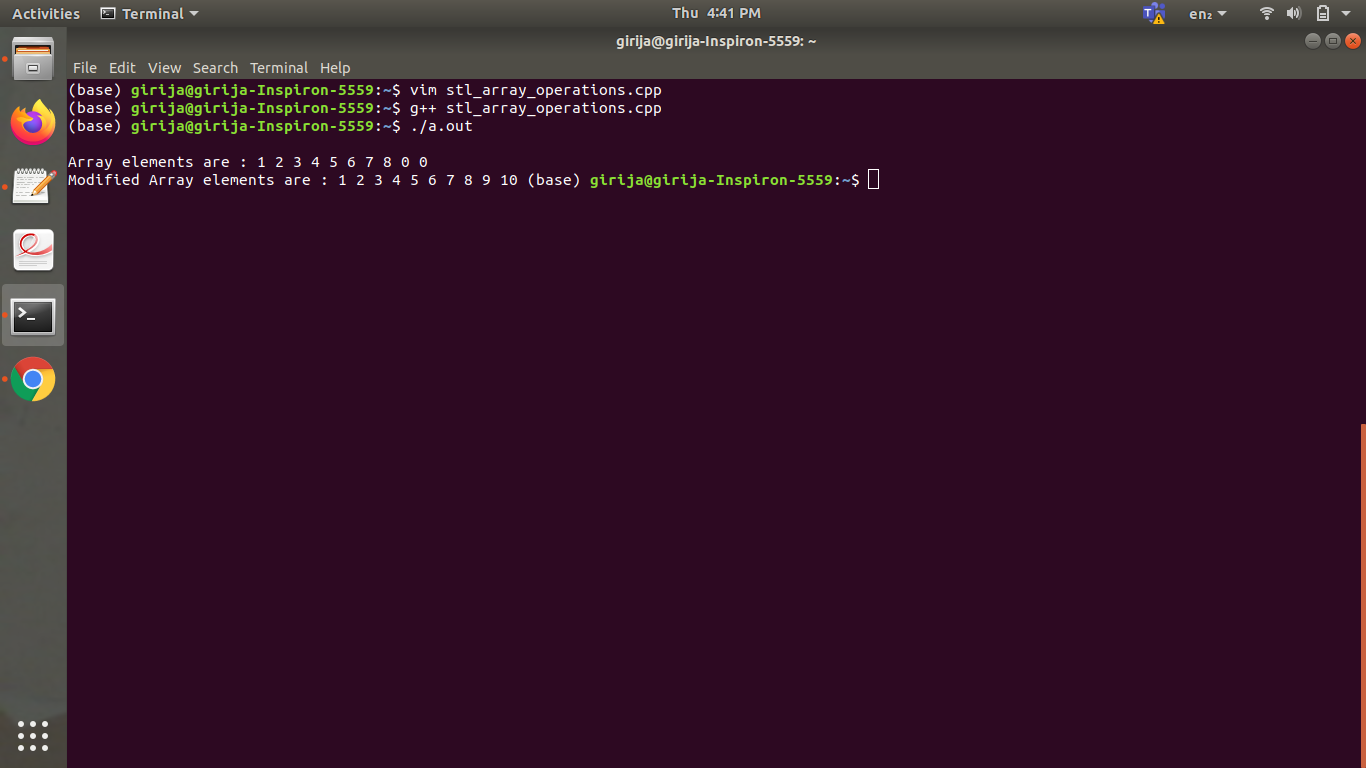 Activities Terminal Thu 4:41 PM en₂
girija@girija-Inspiron-5559: ~
File Edit View Search Terminal Help
(base) girija@girija-Inspiron-5559:~$ vim stl_array_operations.cpp
(base) girija@girija-Inspiron-5559:~$ g++ stl_array_operations.cpp
(base) girija@girija-Inspiron-5559:~$ ./a.out
Array elements are : 1 2 3 4 5 6 7 8 0 0
Modified Array elements are : 1 2 3 4 5 6 7 8 9 10 (base) girija@girija-Inspiron-5559:~$